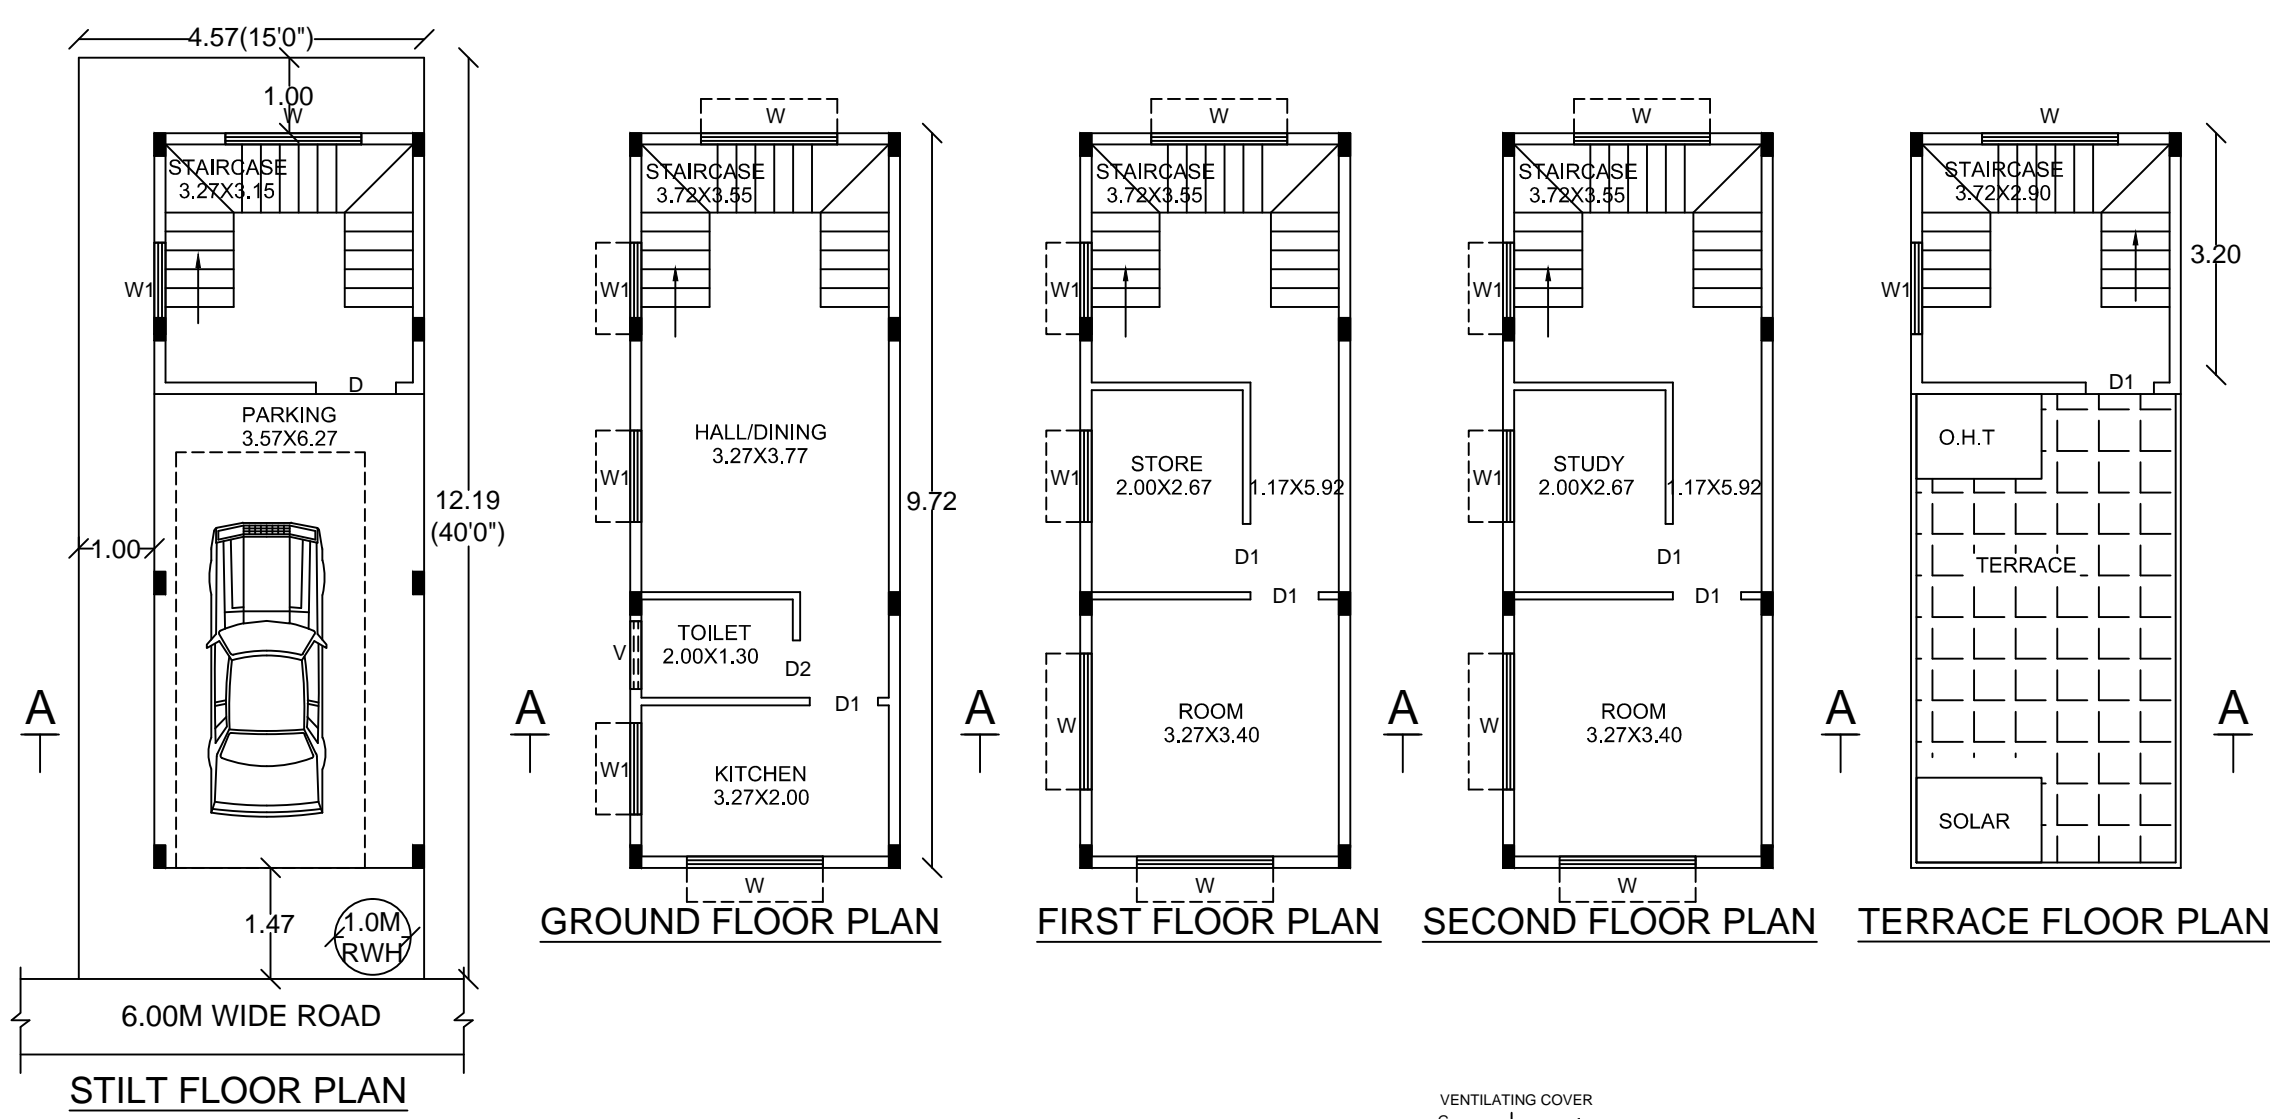 4.57(15'0")
1.00
W
STAIRCASE
3.27X3.15
W1
D
PARKING
3.57X6.27
12.19
(40'0")
1.00
A
1.47
1.0M
RWH
6.00M WIDE ROAD
STILT FLOOR PLAN
W
STAIRCASE
3.72X3.55
W1
HALL/DINING
3.27X3.77
W1
9.72
TOILET
2.00X1.30
V
D2
D1
A
KITCHEN
3.27X2.00
W1
W
GROUND FLOOR PLAN
W
STAIRCASE
3.72X3.55
W1
STORE
2.00X2.67
W1
1.17X5.92
D1
D1
A
ROOM
3.27X3.40
W
W
FIRST FLOOR PLAN
W
STAIRCASE
3.72X3.55
W1
STUDY
2.00X2.67
W1
1.17X5.92
D1
D1
A
ROOM
3.27X3.40
W
W
SECOND FLOOR PLAN
W
STAIRCASE
3.72X2.90
W1
3.20
D1
O.H.T
TERRACE
A
A
SOLAR
TERRACE FLOOR PLAN
VENTILATING COVER